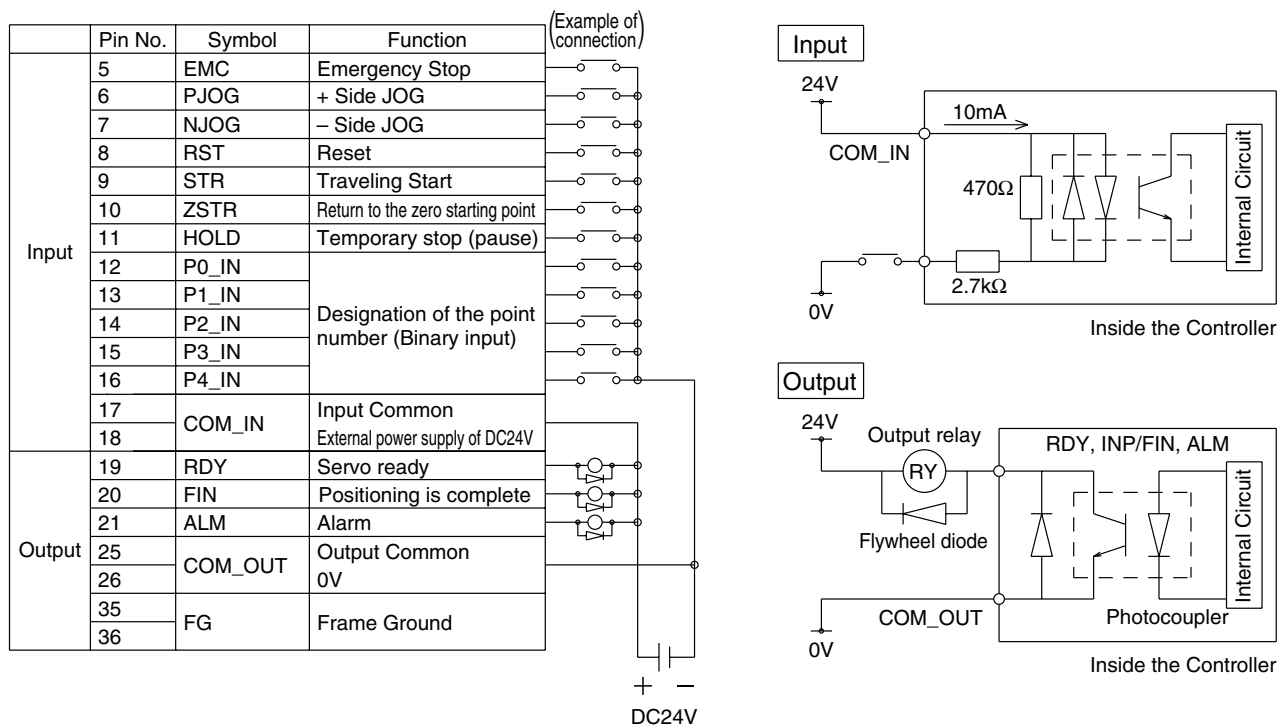 Pin No. Symbol Function (Example of connection)
Input
5 EMC Emergency Stop
6 PJOG + Side JOG
7 NJOG – Side JOG
8 RST Reset
9 STR Traveling Start
10 ZSTR Return to the zero starting point
11 HOLD Temporary stop (pause)
12 P0_IN
13 P1_IN
14 P2_IN
15 P3_IN
16 P4_IN
Designation of the point
number (Binary input)
17
18
COM_IN
Input Common
External power supply of DC24V
Output
19 RDY Servo ready
20 FIN Positioning is complete
21 ALM Alarm
25
26
COM_OUT
Output Common
0V
35
36
FG
Frame Ground
+ –
DC24V
Input
24V
10mA
COM_IN
470Ω
2.7kΩ
0V
Internal Circuit
Inside the Controller
Output
24V
Output relay
RY
Flywheel diode
RDY, INP/FIN, ALM
Internal Circuit
COM_OUT
Photocoupler
0V
Inside the Controller